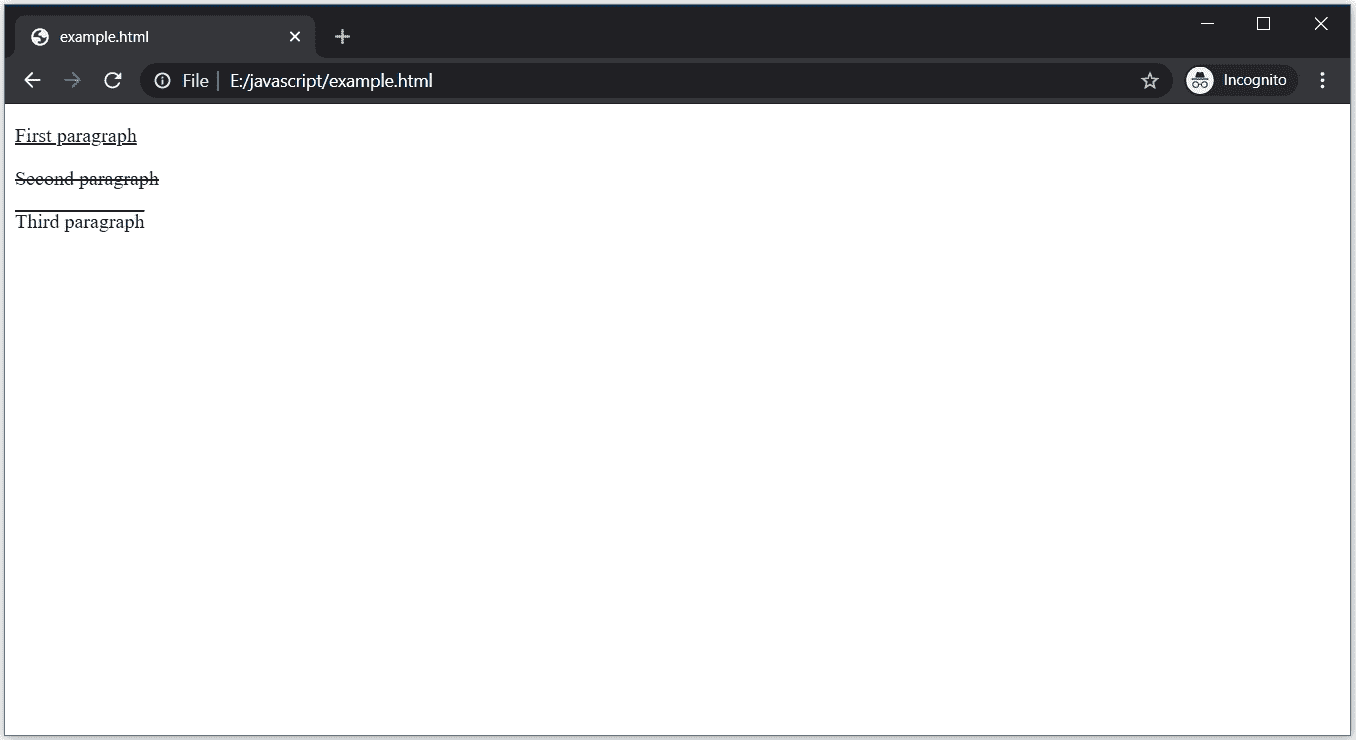 example.html
File E:/javascript/example.html Incognito
First paragraph
Second paragraph
Third paragraph